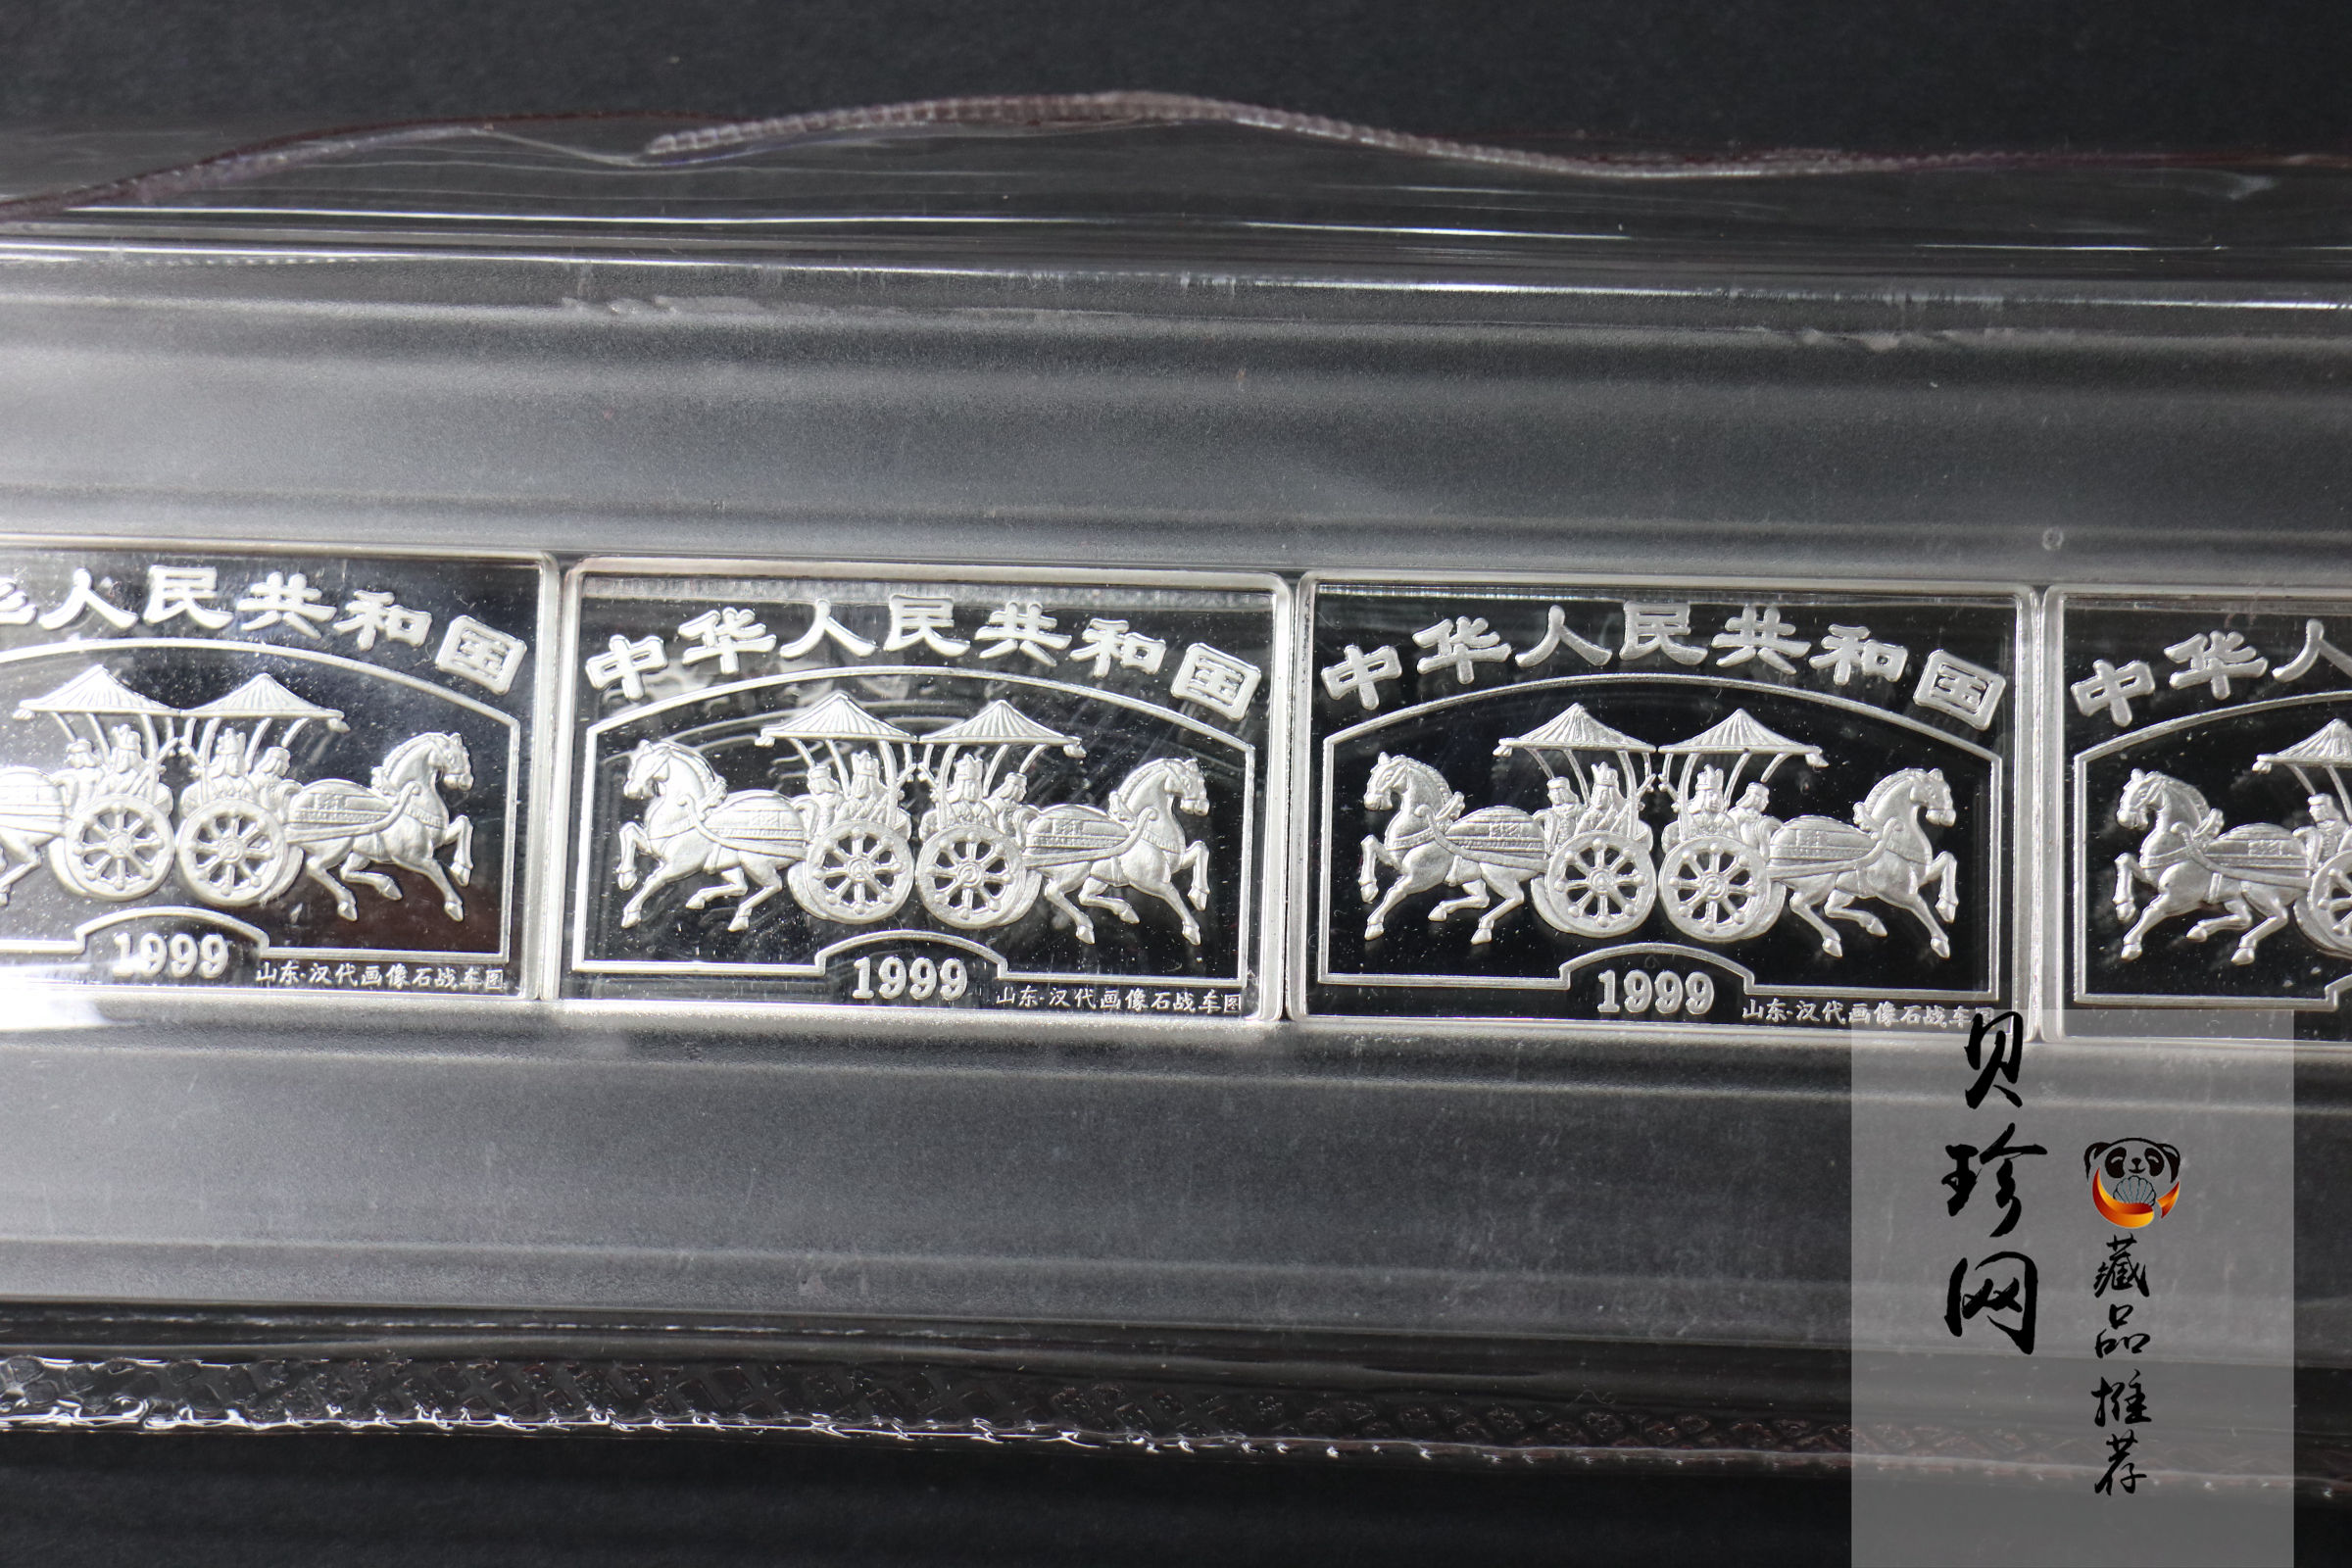 华人民共和国
1999
山东·汉代画像石战车图
中华人民共和国
1999
山东·汉代画像石战车图
中华人民共和国
1999
山东·汉代画像石战车
中华人
贝珍网
藏品推荐